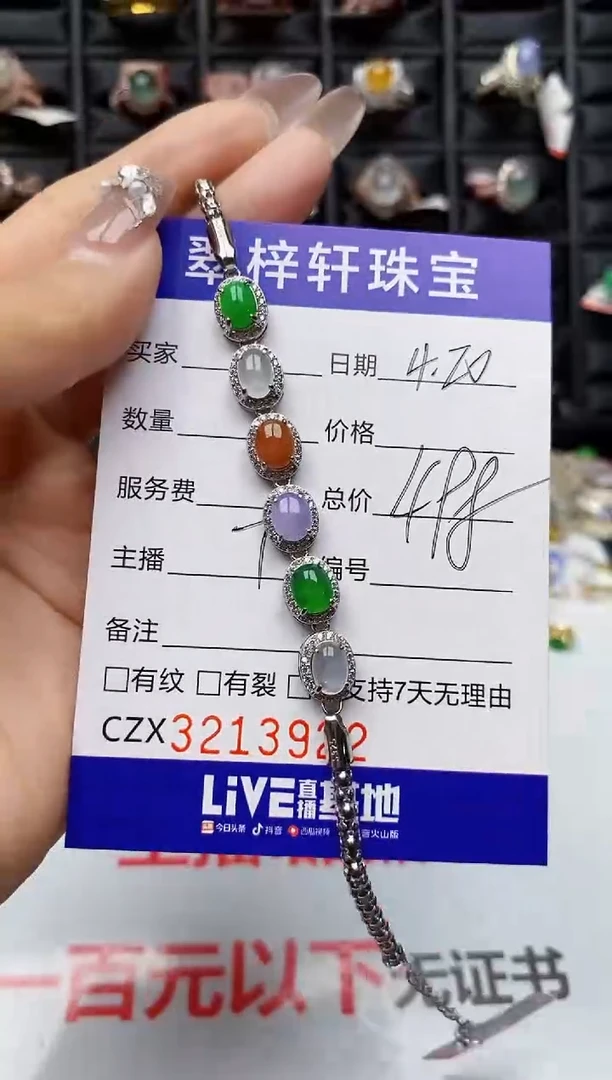 翠梓轩珠宝
买家 日期 4.20
数量 价格
服务费 总价 498
主播 编号
备注
□有纹 □有裂 □支持7天无理由
CZX3213922
LiVE直播基地
今日头条 抖音 西瓜视频 音火山版
一百元以下无证书